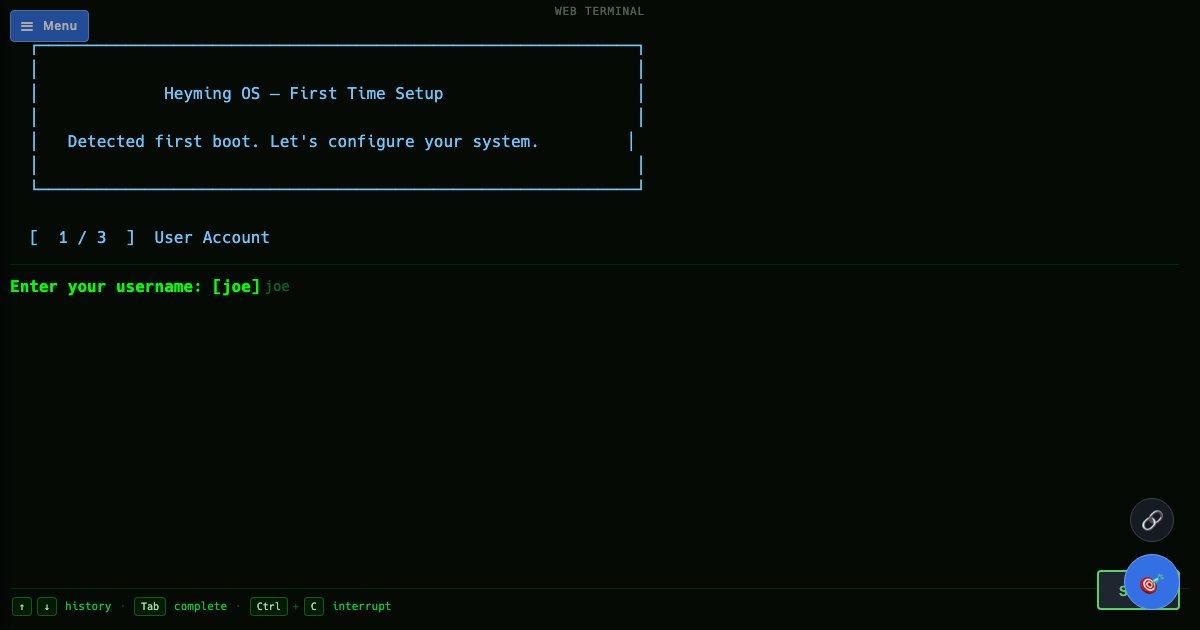 WEB TERMINAL
☰ Menu
Heyming OS — First Time Setup
Detected first boot. Let's configure your system.
[ 1 / 3 ] User Account
Enter your username: [joe] joe
↑ ↓ history · Tab complete · Ctrl + C interrupt